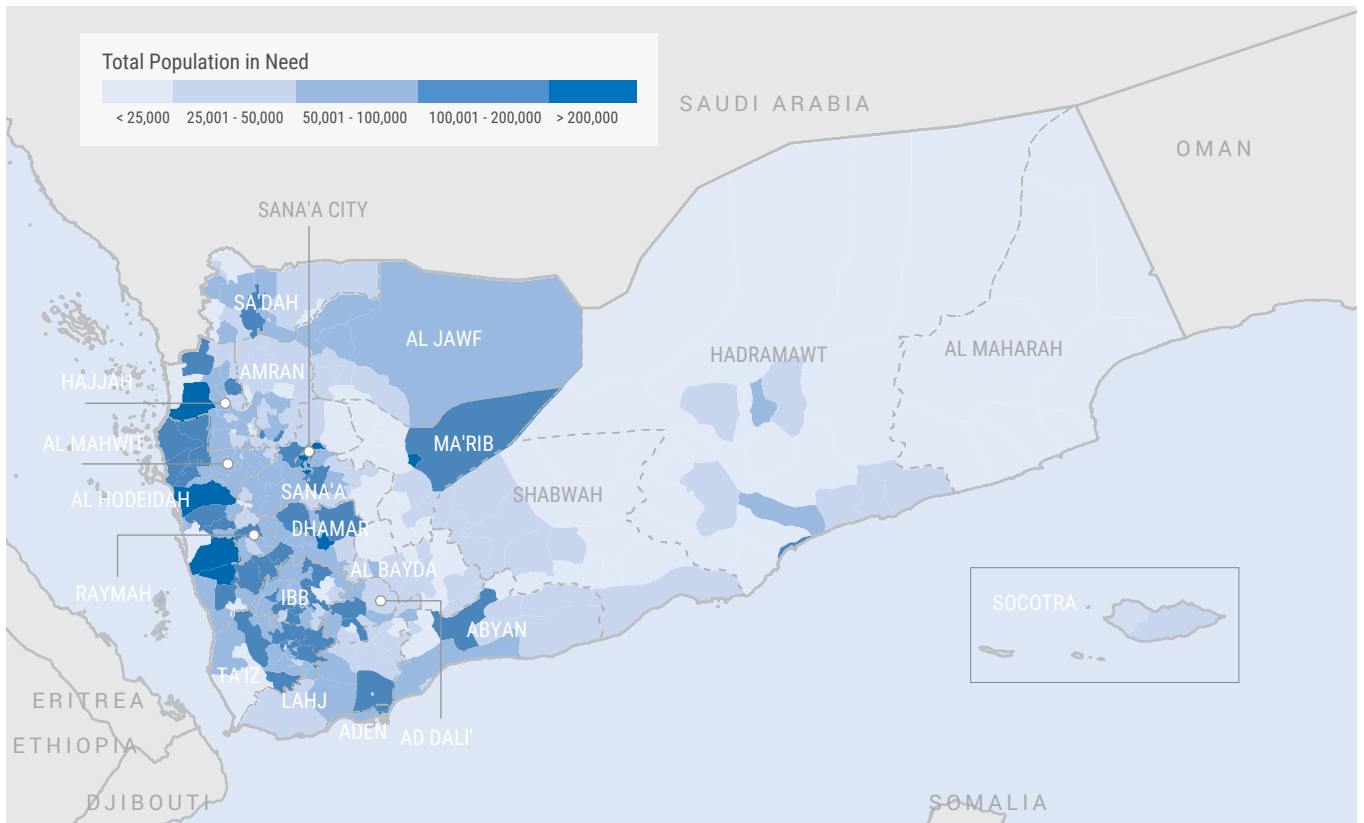 Total Population in Need
< 25,000
25,001 - 50,000
50,001 - 100,000
100,001 - 200,000
> 200,000
SAUDI ARABIA
OMAN
SANA'A CITY
SA'DAH
AL JAWF
HADRAMAWT
AL MAHARAH
AMRAN
HAJJAH
AL MAHWIT
MA'RIB
AL HODEIDAH
SANA'A
SHABWAH
DHAMAR
AL BAYDA
RAYMAH
IBB
SOCOTRA
ABYAN
TA'IZ
LAHJ
ERITREA
ADEN
AD DALI'
ETHIOPIA
DJIBOUTI
SOMALIA